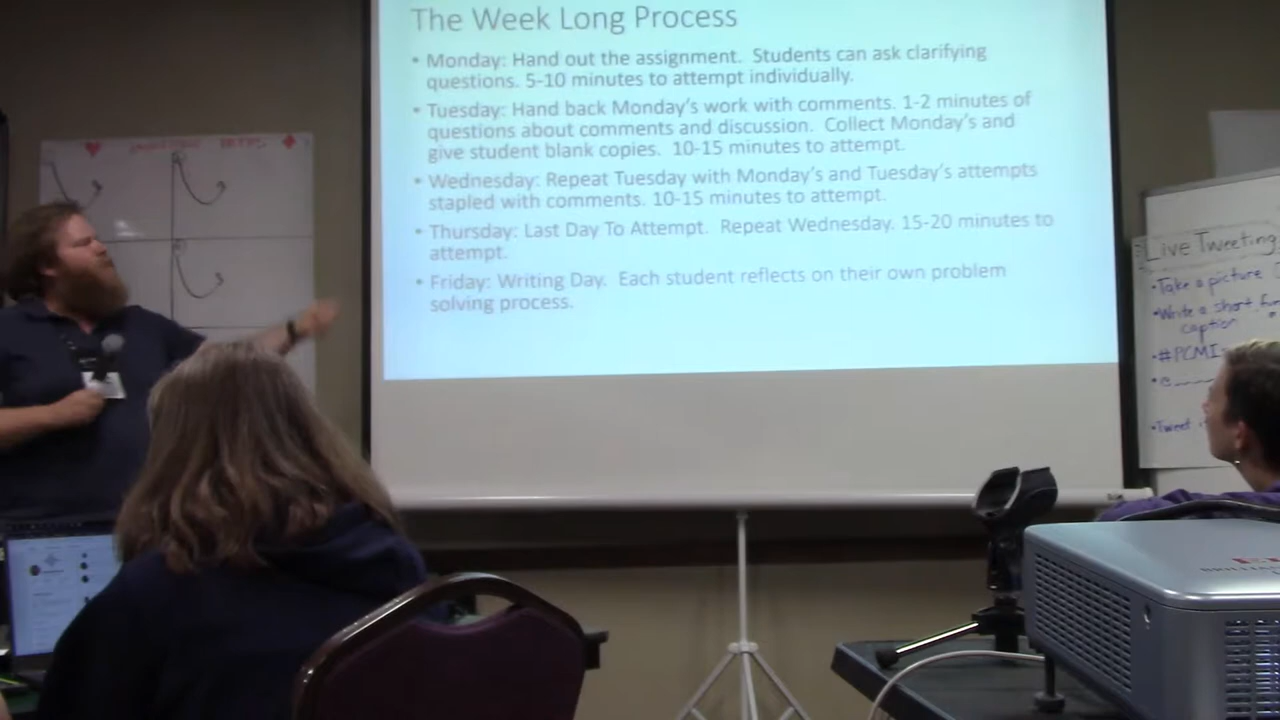 The Week Long Process
• Monday: Hand out the assignment. Students can ask clarifying
questions. 5-10 minutes to attempt individually.
• Tuesday: Hand back Monday's work with comments. 1-2 minutes of
questions about comments and discussion. Collect Monday's and
give student blank copies. 10-15 minutes to attempt.
• Wednesday: Repeat Tuesday with Monday's and Tuesday's attempts
stapled with comments. 10-15 minutes to attempt.
• Thursday: Last Day To Attempt. Repeat Wednesday. 15-20 minutes to
attempt.
• Friday: Writing Day. Each student reflects on their own problem
solving process.
Live Tweeting
• Take a picture
• Write a short
caption
• #PCMI
• @
• Tweet